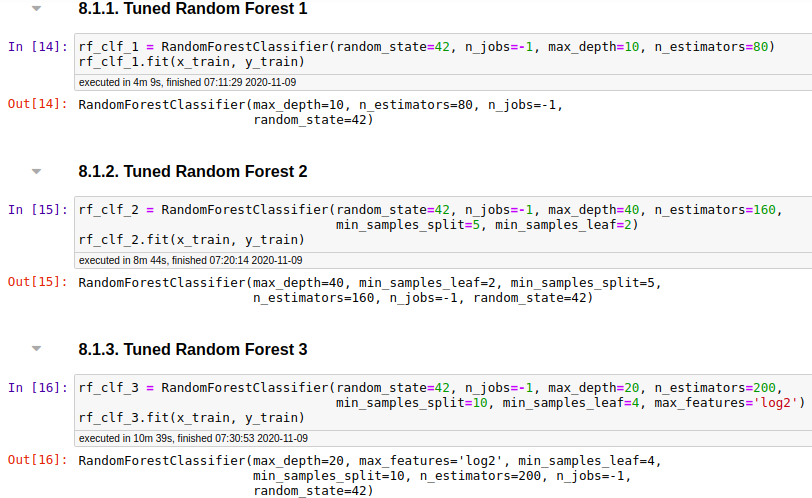 8.1.1. Tuned Random Forest 1
In [14]: rf_clf_1 = RandomForestClassifier(random_state=42, n_jobs=-1, max_depth=10, n_estimators=80)
rf_clf_1.fit(x_train, y_train)
executed in 4m 9s, finished 07:11:29 2020-11-09
Out[14]: RandomForestClassifier(max_depth=10, n_estimators=80, n_jobs=-1,
random_state=42)
8.1.2. Tuned Random Forest 2
In [15]: rf_clf_2 = RandomForestClassifier(random_state=42, n_jobs=-1, max_depth=40, n_estimators=160,
min_samples_split=5, min_samples_leaf=2)
rf_clf_2.fit(x_train, y_train)
executed in 8m 44s, finished 07:20:14 2020-11-09
Out[15]: RandomForestClassifier(max_depth=40, min_samples_leaf=2, min_samples_split=5,
n_estimators=160, n_jobs=-1, random_state=42)
8.1.3. Tuned Random Forest 3
In [16]: rf_clf_3 = RandomForestClassifier(random_state=42, n_jobs=-1, max_depth=20, n_estimators=200,
min_samples_split=10, min_samples_leaf=4, max_features='log2')
rf_clf_3.fit(x_train, y_train)
executed in 10m 39s, finished 07:30:53 2020-11-09
Out[16]: RandomForestClassifier(max_depth=20, max_features='log2', min_samples_leaf=4,
min_samples_split=10, n_estimators=200, n_jobs=-1,
random_state=42)